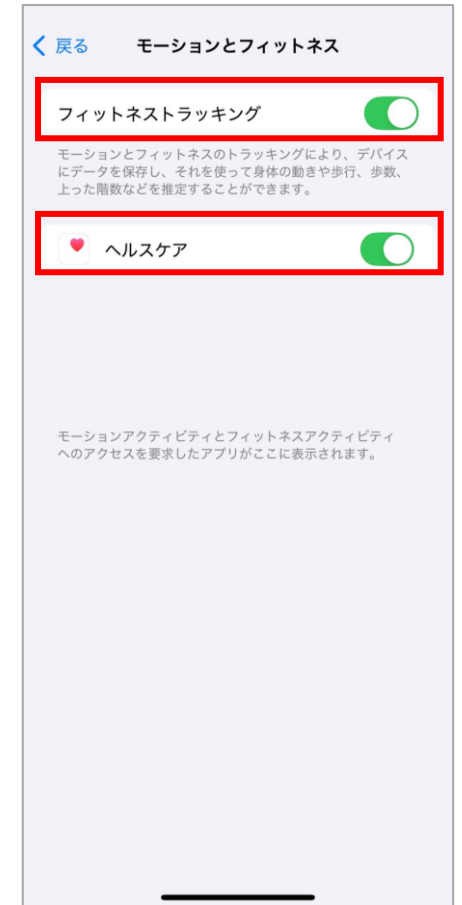 戻る モーションとフィットネス
フィットネストラッキング
モーションとフィットネスのトラッキングにより、デバイス
にデータを保存し、それを使って身体の動きや歩行、歩数、
上った階数などを推定することができます。
ヘルスケア
モーションアクティビティとフィットネスアクティビティ
へのアクセスを要求したアプリがここに表示されます。